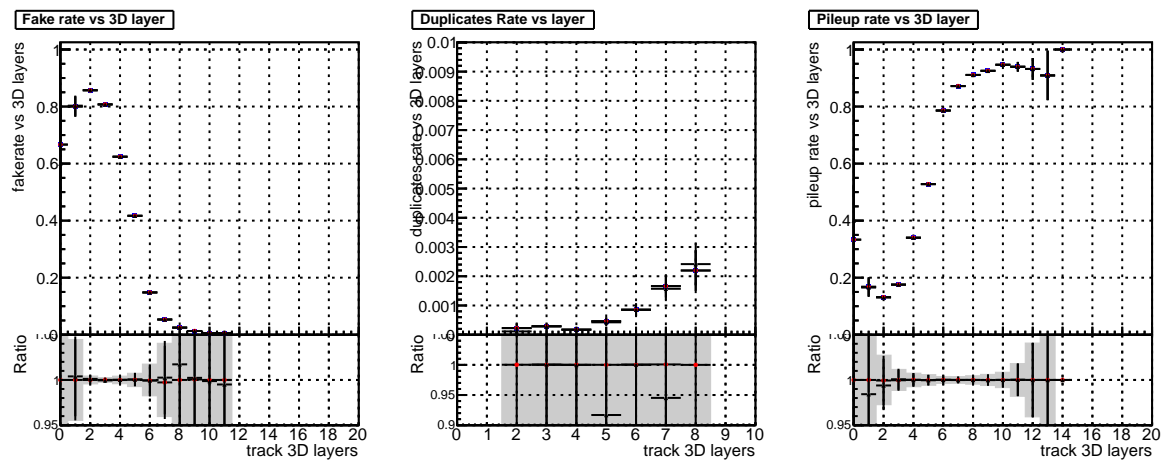 Fake rate vs 3D layer
fakerate vs 3D layers
1
0.8
0.6
0.4
0.2
0
Ratio
1
0.95
0 2 4 6 8 10 12 14 16 18 20
track 3D layers
Duplicates Rate vs layer
duplicates rate vs 3D layers
0.01
0.009
0.008
0.007
0.006
0.005
0.004
0.003
0.002
0.001
0
Ratio
1
0.95
0.9
0 1 2 3 4 5 6 7 8 9 10
track 3D layers
Pileup rate vs 3D layer
pileup rate vs 3D layers
1
0.8
0.6
0.4
0.2
0
Ratio
1
0.95
0 2 4 6 8 10 12 14 16 18 20
track 3D layers